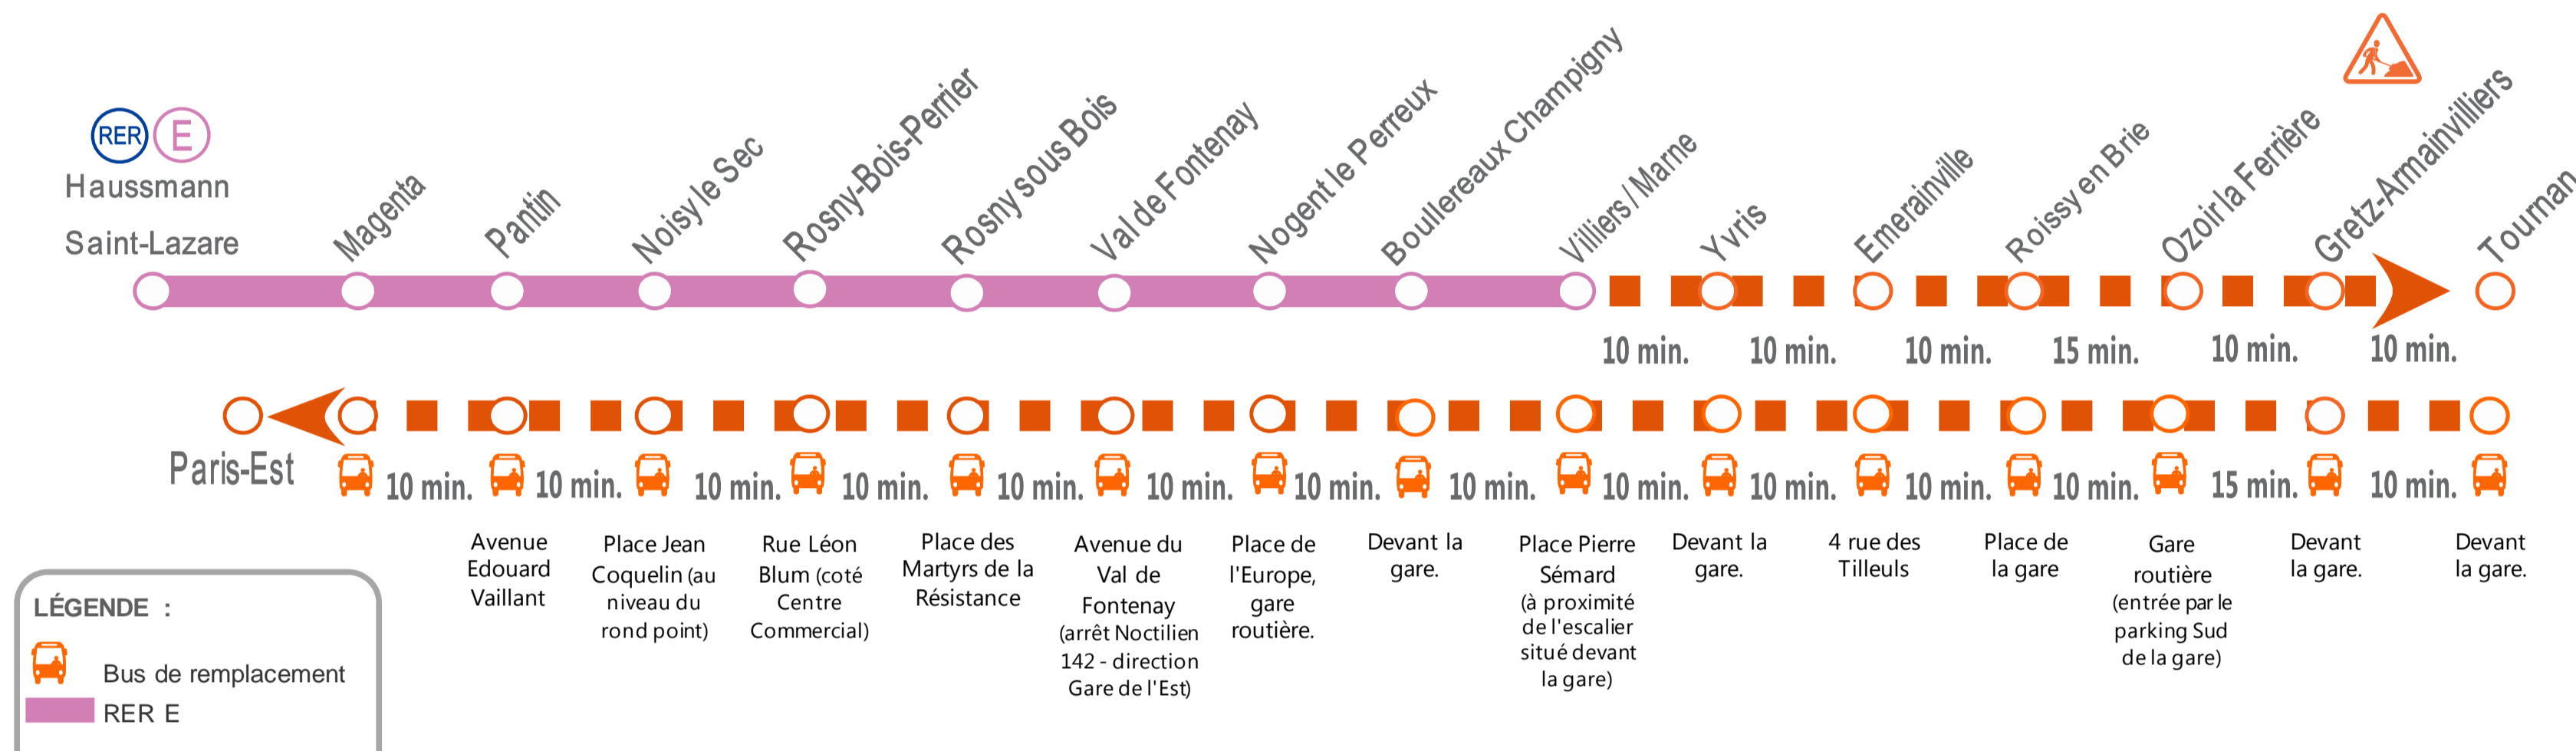 RER E
Haussmann
Saint-Lazare
Magenta
Pantin
Noisy le Sec
Rosny-Bois-Perrier
Rosny sous Bois
Val de Fontenay
Nogent le Perreux
Boullereaux Champigny
Villiers / Marne
Yvris
Emerainville
Roissy en Brie
Ozoir la Ferrière
Gretz-Armainvilliers
Tournan
10 min. 10 min. 10 min. 15 min. 10 min. 10 min.
Paris-Est
10 min. 10 min. 10 min. 10 min. 10 min. 10 min. 10 min. 10 min. 10 min. 10 min. 10 min. 10 min. 15 min. 10 min.
Avenue
Edouard
Vaillant
Place Jean
Coquelin (au
niveau du
rond point)
Rue Léon
Blum (coté
Centre
Commercial)
Place des
Martyrs de la
Résistance
Avenue du
Val de
Fontenay
(arrêt Noctilien
142 - direction
Gare de l'Est)
Place de
l'Europe,
gare
routière.
Devant la
gare.
Place Pierre
Sémard
(à proximité
de l'escalier
situé devant
la gare)
Devant la
gare.
4 rue des
Tilleuls
Place de
la gare
Gare
routière
(entrée par le
parking Sud
de la gare)
Devant
la gare.
Devant
la gare.
LÉGENDE :
Bus de remplacement
RER E